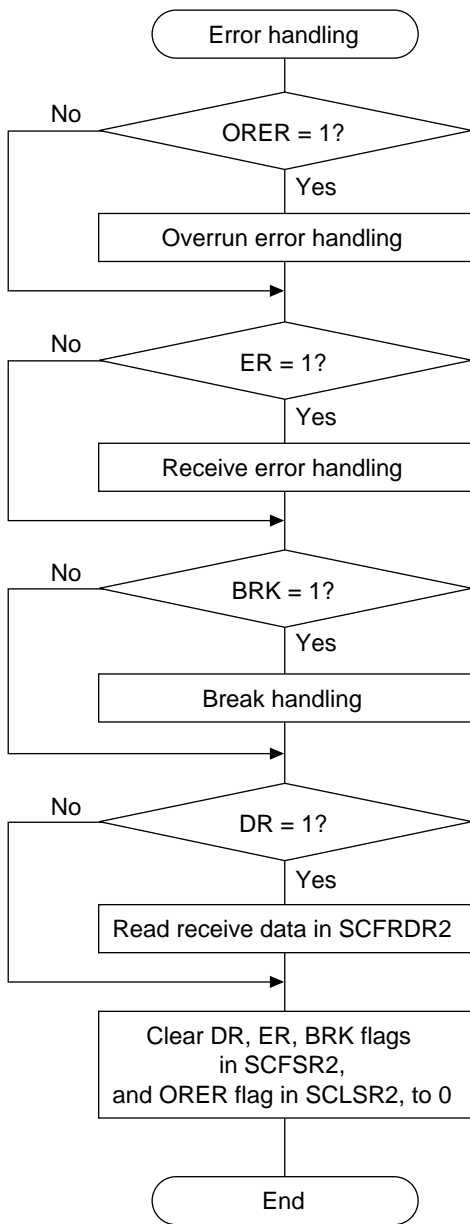 Error handling
No
ORER = 1?
Yes
Overrun error handling
No
ER = 1?
Yes
Receive error handling
No
BRK = 1?
Yes
Break handling
No
DR = 1?
Yes
Read receive data in SCFRDR2
Clear DR, ER, BRK flags
in SCFSR2,
and ORER flag in SCLSR2, to 0
End